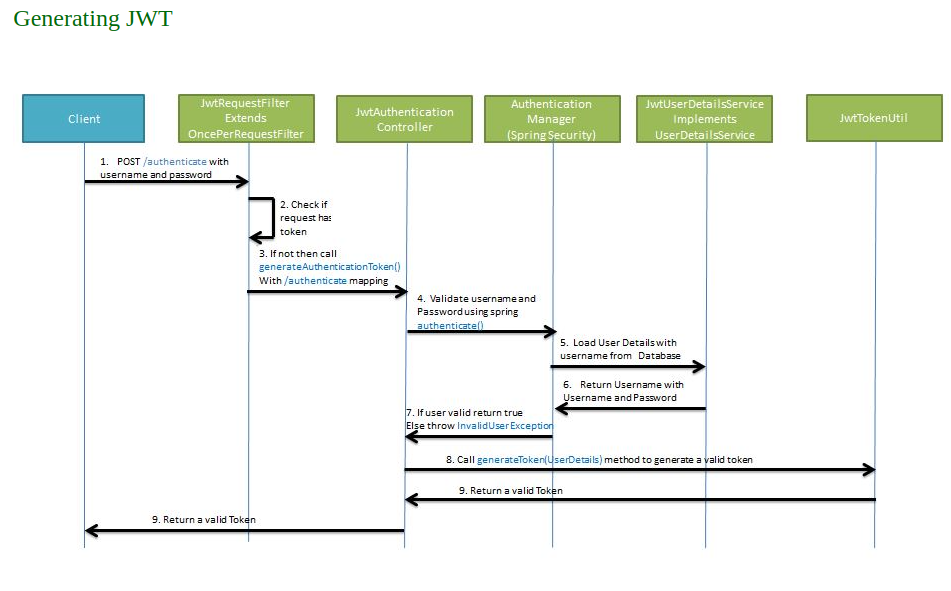 Generating JWT
Client
JwtRequestFilter
Extends
OncePerRequestFilter
JwtAuthentication
Controller
Authentication
Manager
(Spring Security)
JwtUserDetailsService
Implements
UserDetailsService
JwtTokenUtil
1. POST /authenticate with
username and password
2. Check if
request has
token
3. If not then call
generateAuthenticationToken()
With /authenticate mapping
4. Validate username and
Password using spring
authenticate()
5. Load User Details with
username from Database
6. Return Username with
Username and Password
7. If user valid return true
Else throw InvalidUserException
8. Call generateToken(UserDetails) method to generate a valid token
9. Return a valid Token
9. Return a valid Token